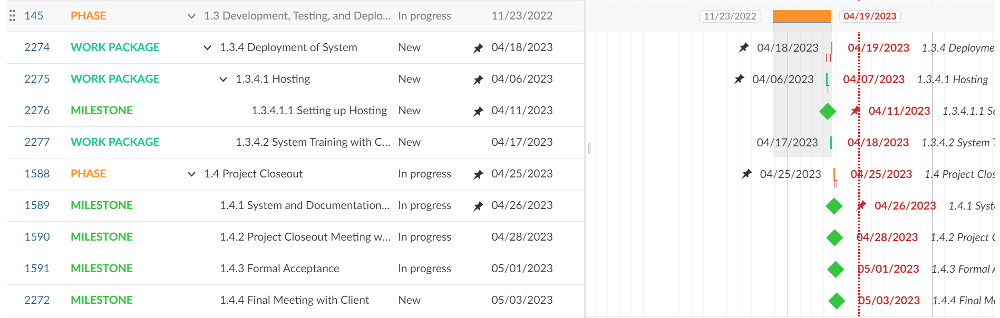 145 PHASE 1.3 Development, Testing, and Deplo... In progress 11/23/2022 11/23/2022 04/19/2023
2274 WORK PACKAGE 1.3.4 Deployment of System New 04/18/2023 04/18/2023 04/19/2023 1.3.4 Deployme
2275 WORK PACKAGE 1.3.4.1 Hosting New 04/06/2023 04/06/2023 04/07/2023 1.3.4.1 Hosting
2276 MILESTONE 1.3.4.1.1 Setting up Hosting New 04/11/2023 04/11/2023 1.3.4.1.1 Se
2277 WORK PACKAGE 1.3.4.2 System Training with C... New 04/17/2023 04/17/2023 04/18/2023 1.3.4.2 System T
1588 PHASE 1.4 Project Closeout In progress 04/25/2023 04/25/2023 04/25/2023 1.4 Project Clos
1589 MILESTONE 1.4.1 System and Documentation... In progress 04/26/2023 04/26/2023 1.4.1 Syste
1590 MILESTONE 1.4.2 Project Closeout Meeting w... In progress 04/28/2023 04/28/2023 1.4.2 Project C
1591 MILESTONE 1.4.3 Formal Acceptance In progress 05/01/2023 05/01/2023 1.4.3 Formal A
2272 MILESTONE 1.4.4 Final Meeting with Client New 05/03/2023 05/03/2023 1.4.4 Final Me